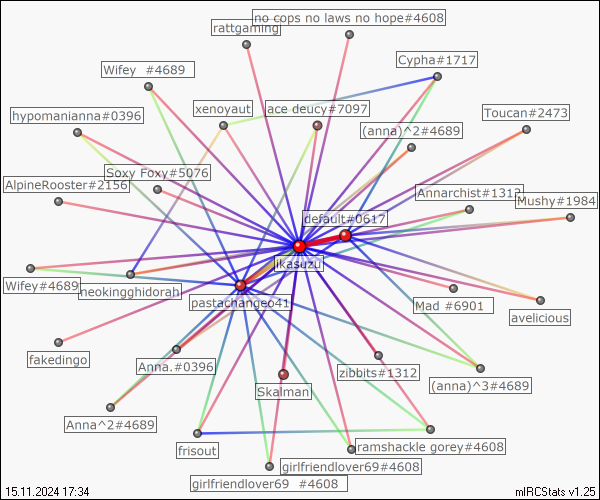 no cops no laws no hope#4608
rattgaming
Cypha#1717
Wifey #4689
xenoyaut
ace deucy#7097
Toucan#2473
hypomanianna#0396
(anna)^2#4689
Soxy Foxy#5076
AlpineRooster#2156
Annarchist#1312
Mushy#1984
default#0617
ikasuzu
Wifey#4689
neokingghidorah
pastachange041
Mad #6901
avelicious
fakedingo
Anna.#0396
zibbits#1312
(anna)^3#4689
Skalman
Anna^2#4689
frisout
ramshackle gorey#4608
girlfriendlover69#4608
girlfriendlover69 #4608
15.11.2024 17:34
mIRCStats v1.25